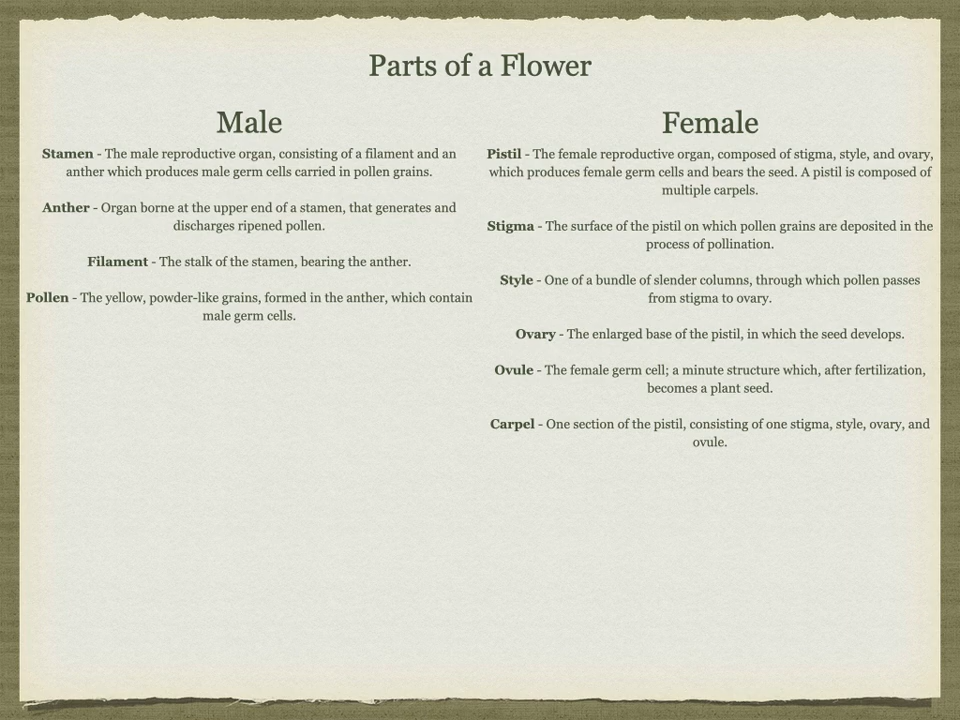 Parts of a Flower
Male
Stamen - The male reproductive organ, consisting of a filament and an
anther which produces male germ cells carried in pollen grains.
Anther - Organ borne at the upper end of a stamen, that generates and
discharges ripened pollen.
Filament - The stalk of the stamen, bearing the anther.
Pollen - The yellow, powder-like grains, formed in the anther, which contain
male germ cells.
Female
Pistil - The female reproductive organ, composed of stigma, style, and ovary,
which produces female germ cells and bears the seed. A pistil is composed of
multiple carpels.
Stigma - The surface of the pistil on which pollen grains are deposited in the
process of pollination.
Style - One of a bundle of slender columns, through which pollen passes
from stigma to ovary.
Ovary - The enlarged base of the pistil, in which the seed develops.
Ovule - The female germ cell; a minute structure which, after fertilization,
becomes a plant seed.
Carpel - One section of the pistil, consisting of one stigma, style, ovary, and
ovule.